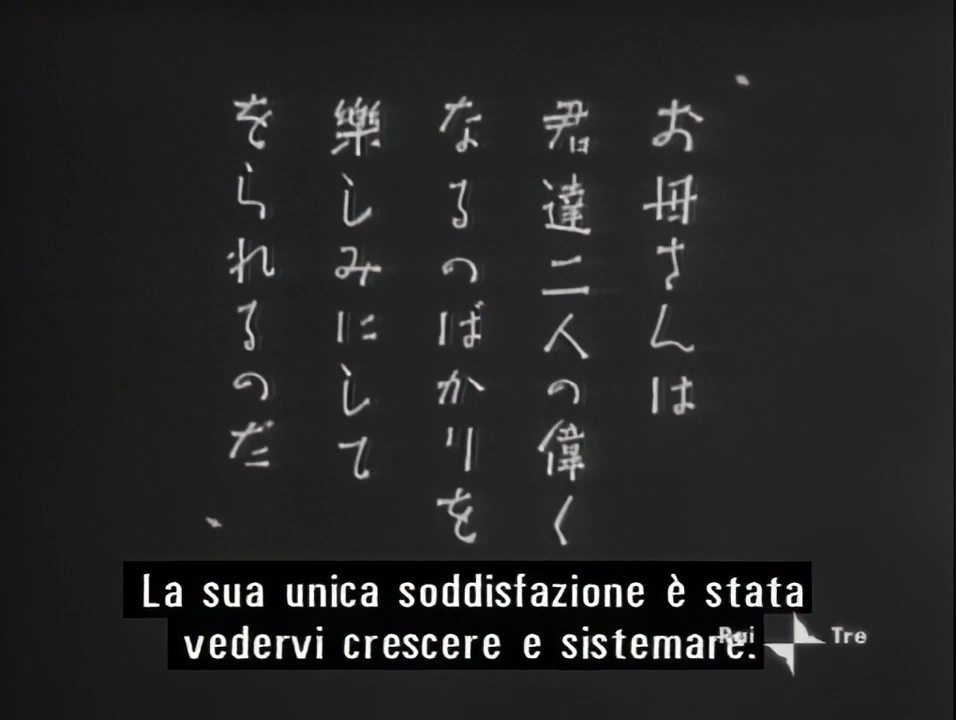 お母さんは
君達二人の偉く
なるのばかりを
樂しみにして
をられるのだ
La sua unica soddisfazione è stata
vedervi crescere e sistemare.
Rai Tre